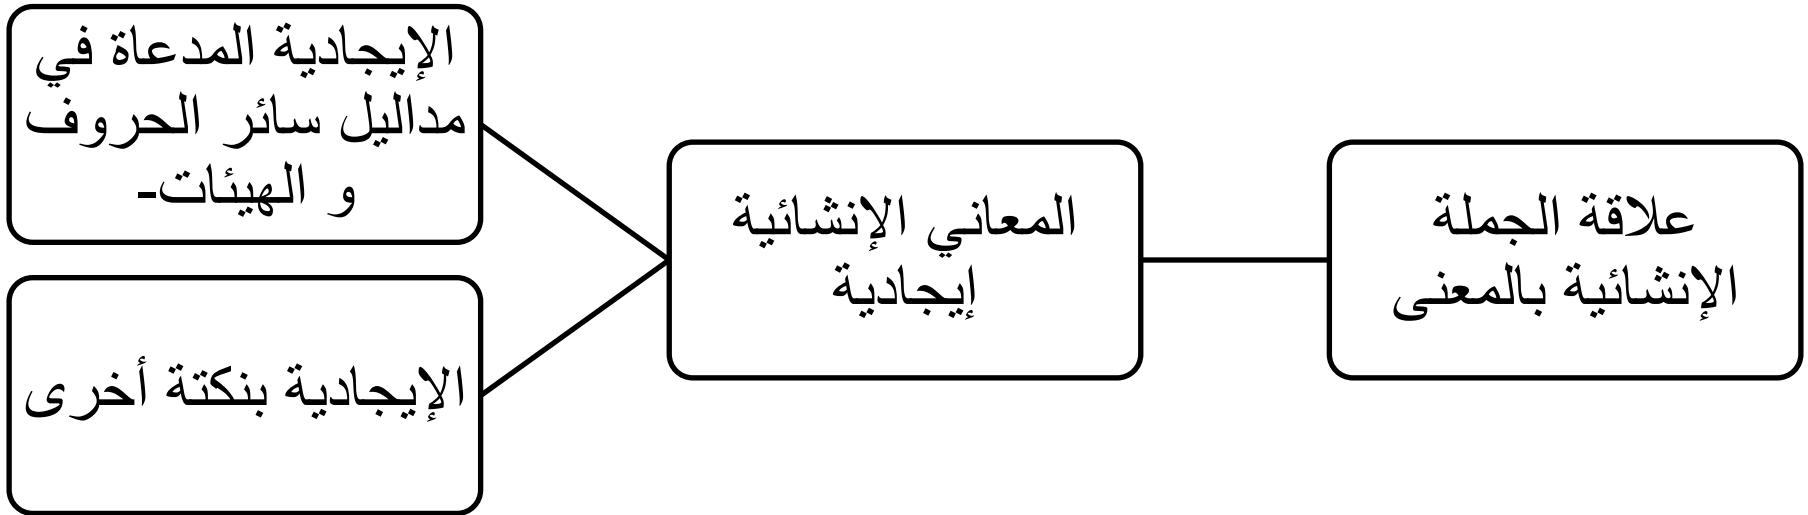 علاقة الجملة
الإنشائية بالمعنى
المعاني الإنشائية
إيجادية
الإيجادية المدعاة في
مداليل سائر الحروف
و الهيئات-
الإيجادية بنكتة أخرى